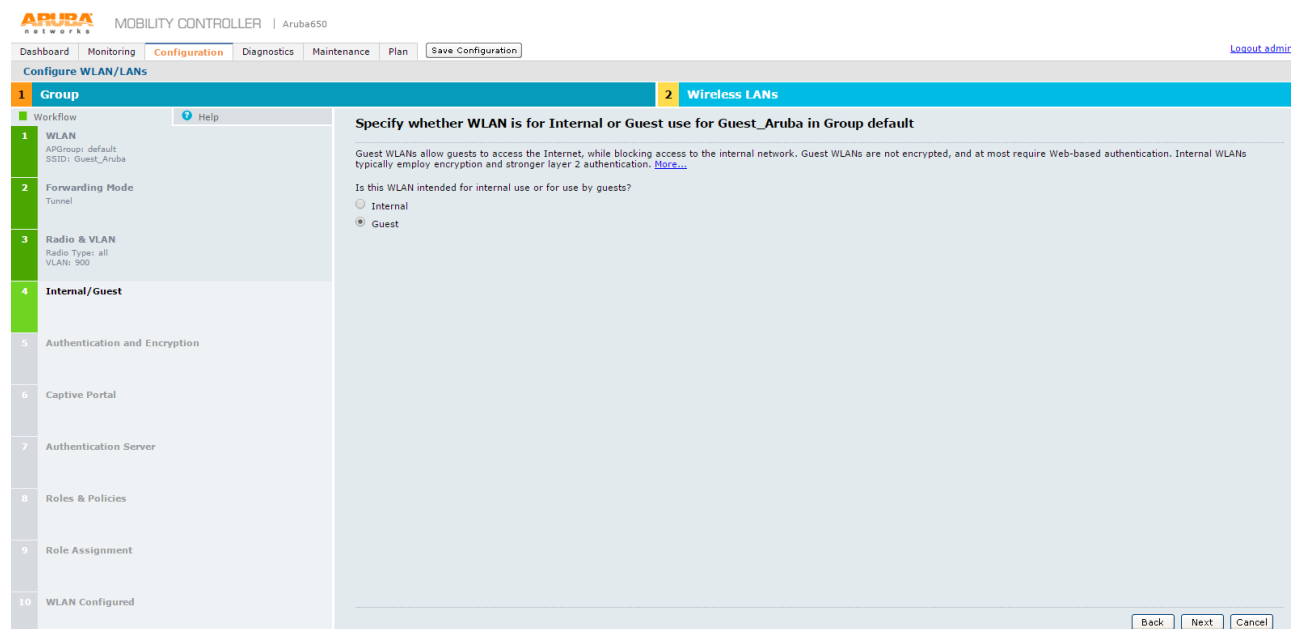 ARUBA
networks
MOBILITY CONTROLLER | Aruba650
Dashboard Monitoring Configuration Diagnostics Maintenance Plan Save Configuration Logout admin
Configure WLAN/LANs
1 Group
2 Wireless LANs
Workflow
? Help
1 WLAN
APGroup: default
SSID: Guest_Aruba
2 Forwarding Mode
Tunnel
3 Radio & VLAN
Radio Type: all
VLAN: 900
4 Internal/Guest
5 Authentication and Encryption
6 Captive Portal
7 Authentication Server
8 Roles & Policies
9 Role Assignment
10 WLAN Configured
Specify whether WLAN is for Internal or Guest use for Guest_Aruba in Group default
Guest WLANs allow guests to access the Internet, while blocking access to the internal network. Guest WLANs are not encrypted, and at most require Web-based authentication. Internal WLANs
typically employ encryption and stronger layer 2 authentication. More...
Is this WLAN intended for internal use or for use by guests?
Internal
Guest
Back Next Cancel